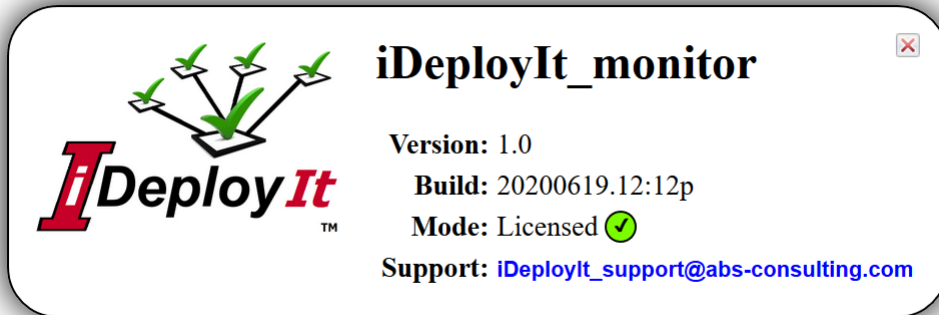 iDeployIt_monitor
iDeployIt
TM
Version: 1.0
Build: 20200619.12:12p
Mode: Licensed
Support: iDeployIt_support@abs-consulting.com